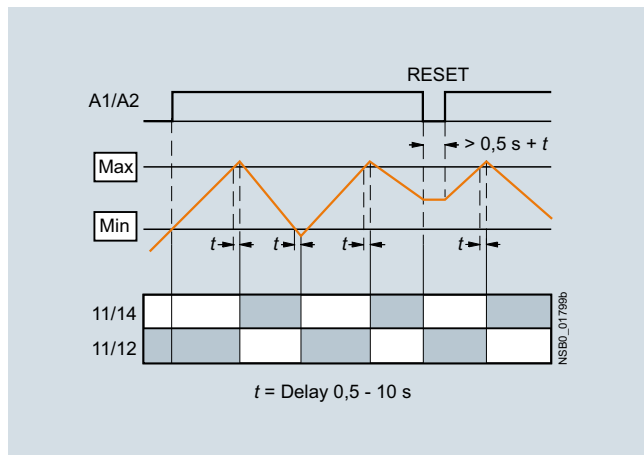 RESET
A1/A2
> 0,5 s + t
Max
Min
t t t t
11/14
11/12
NSB0_01799b
t = Delay 0,5 - 10 s